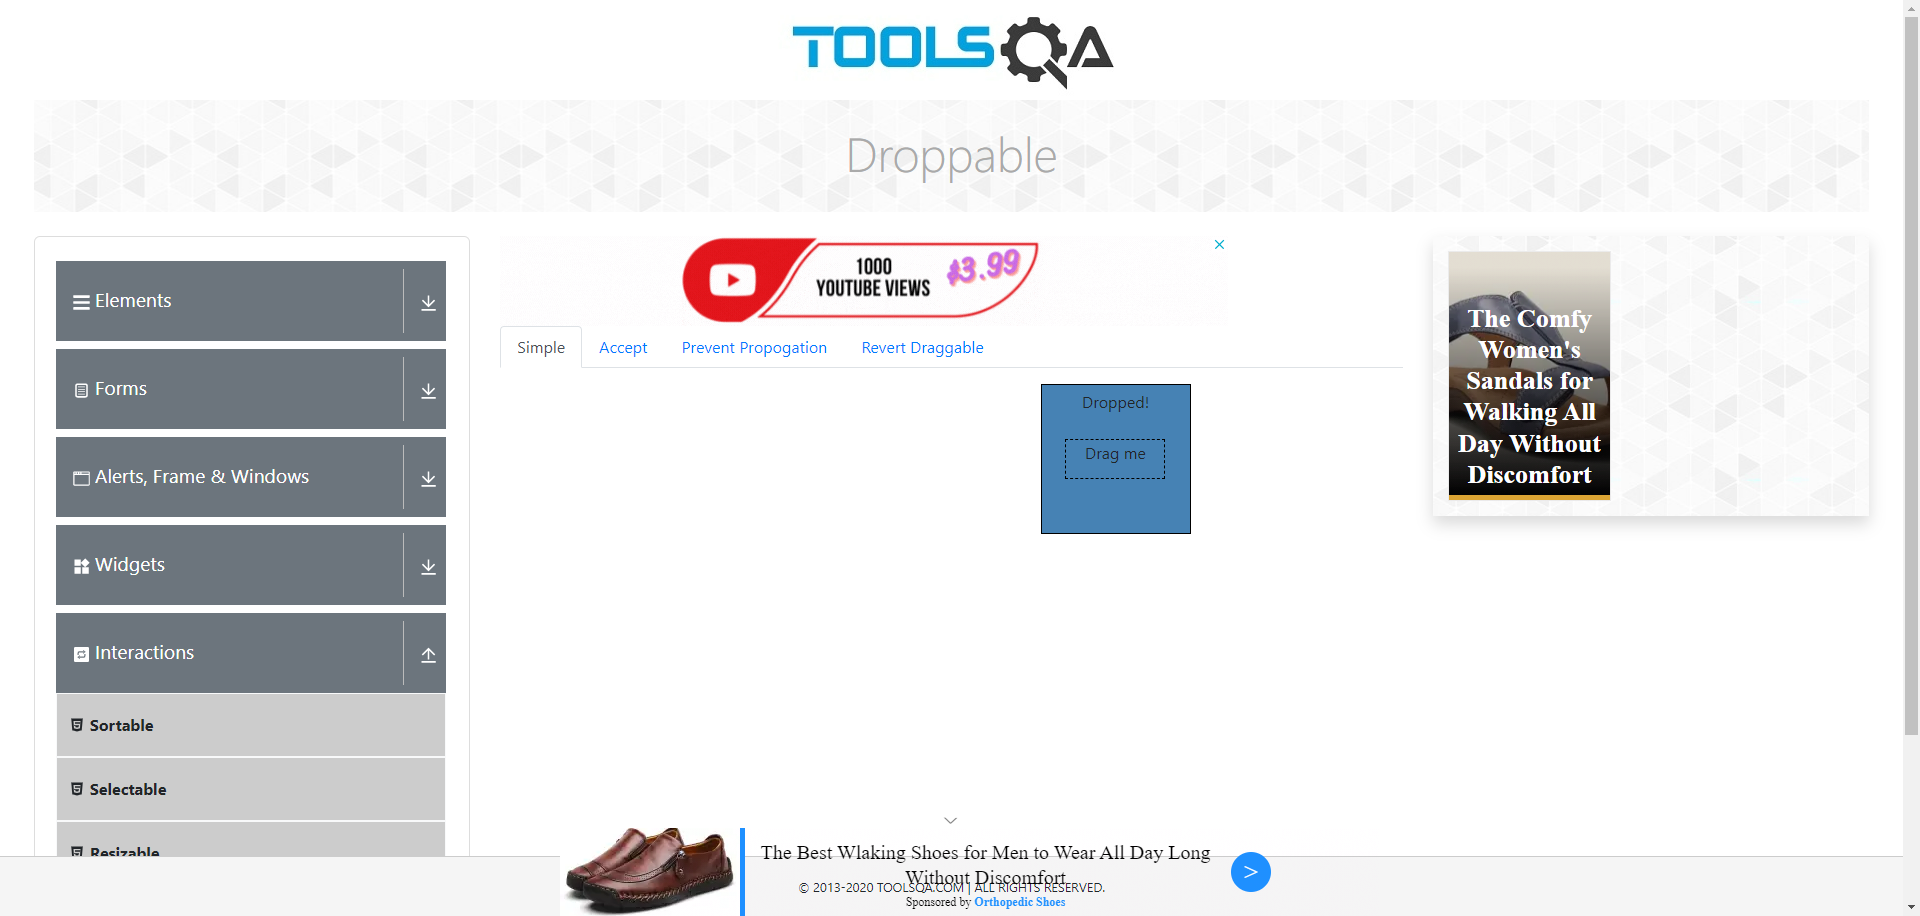 TOOLSQA
Droppable
Elements
Forms
Alerts, Frame & Windows
Widgets
Interactions
Sortable
Selectable
Resizable
1000
YOUTUBE VIEWS
$3.99
Simple
Accept
Prevent Propogation
Revert Draggable
Dropped!
Drag me
The Comfy
Women's
Sandals for
Walking All
Day Without
Discomfort
The Best Wlaking Shoes for Men to Wear All Day Long
Without Discomfort
© 2013-2020 TOOLSQA.COM | ALL RIGHTS RESERVED.
Sponsored by Orthopedic Shoes